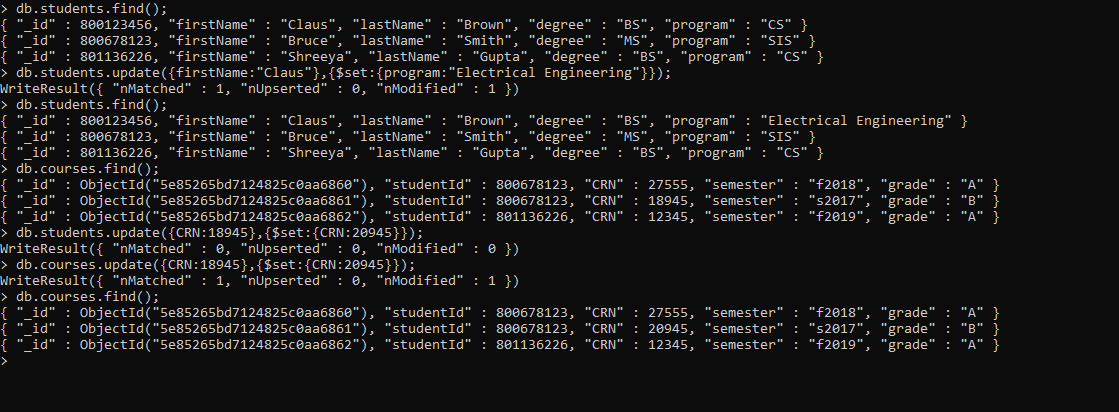 > db.students.find();
{ "_id" : 800123456, "firstName" : "Claus", "lastName" : "Brown", "degree" : "BS", "program" : "CS" }
{ "_id" : 800678123, "firstName" : "Bruce", "lastName" : "Smith", "degree" : "MS", "program" : "SIS" }
{ "_id" : 801136226, "firstName" : "Shreeya", "lastName" : "Gupta", "degree" : "BS", "program" : "CS" }
> db.students.update({firstName:"Claus"},{$set:{program:"Electrical Engineering"}});
WriteResult({ "nMatched" : 1, "nUpserted" : 0, "nModified" : 1 })
> db.students.find();
{ "_id" : 800123456, "firstName" : "Claus", "lastName" : "Brown", "degree" : "BS", "program" : "Electrical Engineering" }
{ "_id" : 800678123, "firstName" : "Bruce", "lastName" : "Smith", "degree" : "MS", "program" : "SIS" }
{ "_id" : 801136226, "firstName" : "Shreeya", "lastName" : "Gupta", "degree" : "BS", "program" : "CS" }
> db.courses.find();
{ "_id" : ObjectId("5e85265bd7124825c0aa6860"), "studentId" : 800678123, "CRN" : 27555, "semester" : "f2018", "grade" : "A" }
{ "_id" : ObjectId("5e85265bd7124825c0aa6861"), "studentId" : 800678123, "CRN" : 18945, "semester" : "s2017", "grade" : "B" }
{ "_id" : ObjectId("5e85265bd7124825c0aa6862"), "studentId" : 801136226, "CRN" : 12345, "semester" : "f2019", "grade" : "A" }
> db.students.update({CRN:18945},{$set:{CRN:20945}});
WriteResult({ "nMatched" : 0, "nUpserted" : 0, "nModified" : 0 })
> db.courses.update({CRN:18945},{$set:{CRN:20945}});
WriteResult({ "nMatched" : 1, "nUpserted" : 0, "nModified" : 1 })
> db.courses.find();
{ "_id" : ObjectId("5e85265bd7124825c0aa6860"), "studentId" : 800678123, "CRN" : 27555, "semester" : "f2018", "grade" : "A" }
{ "_id" : ObjectId("5e85265bd7124825c0aa6861"), "studentId" : 800678123, "CRN" : 20945, "semester" : "s2017", "grade" : "B" }
{ "_id" : ObjectId("5e85265bd7124825c0aa6862"), "studentId" : 801136226, "CRN" : 12345, "semester" : "f2019", "grade" : "A" }
>